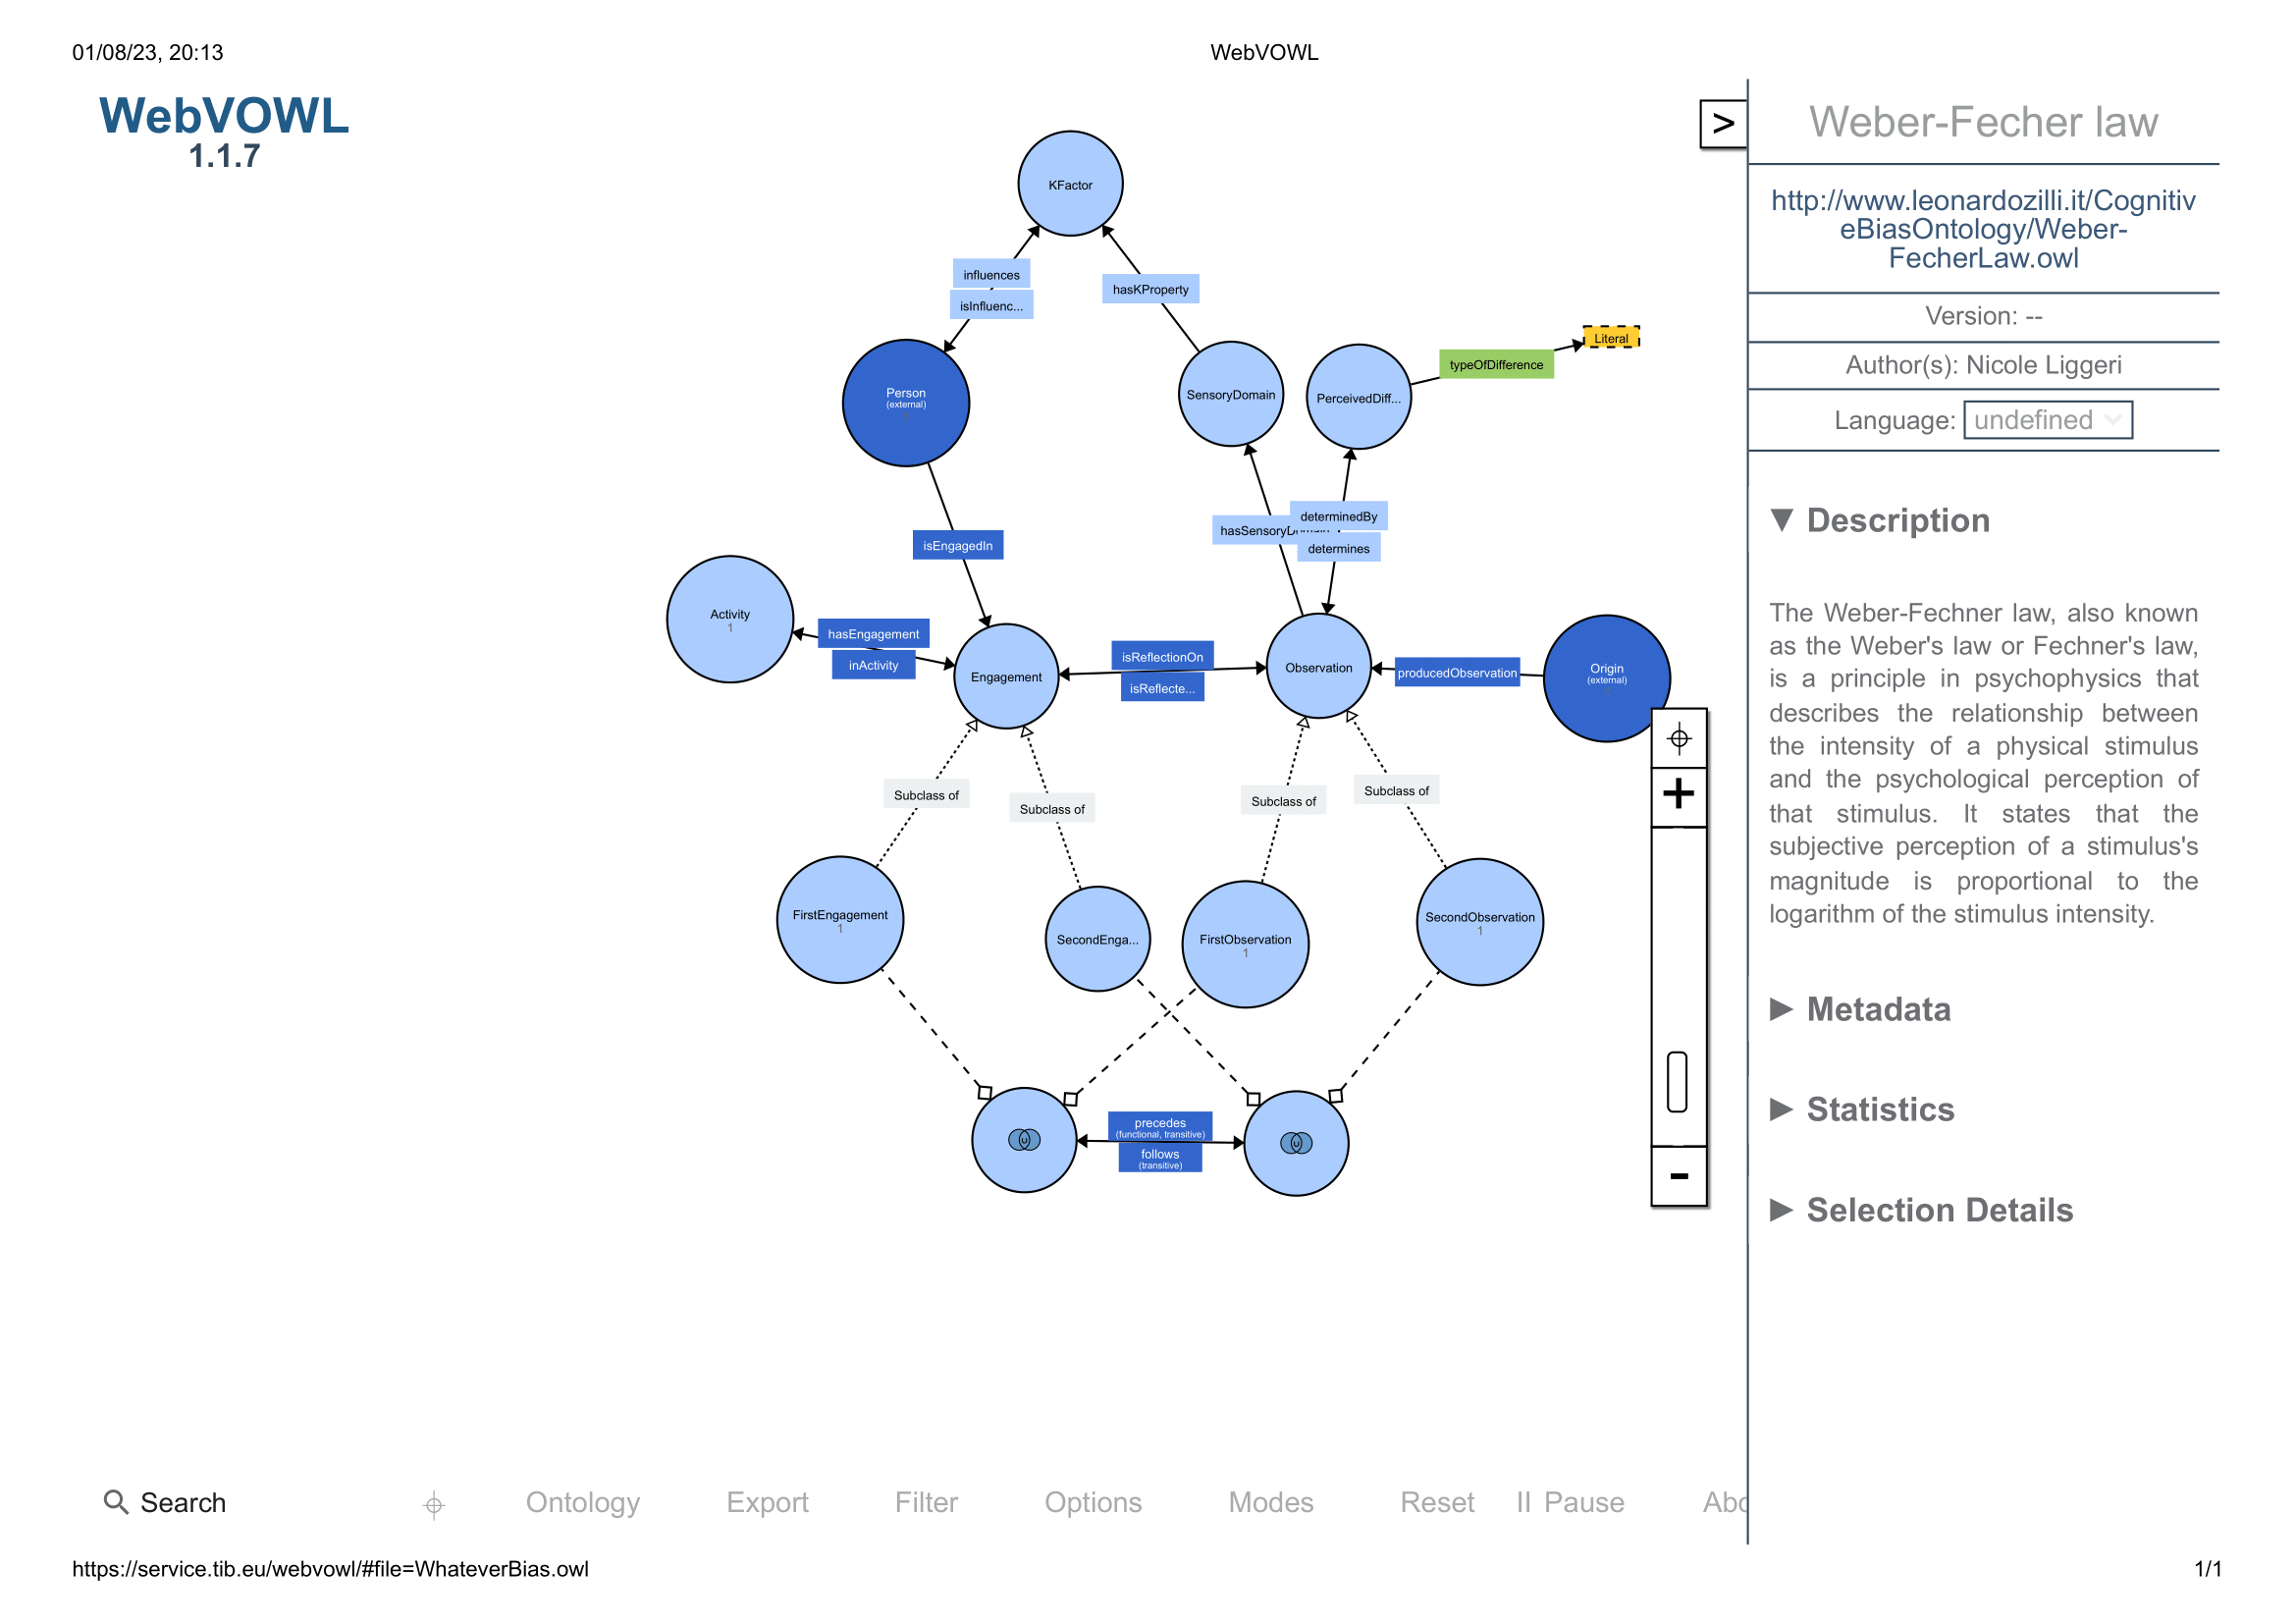 01/08/23, 20:13
WebVOWL
WebVOWL
1.1.7
KFactor
influences
isInfluenc...
hasKProperty
Literal
typeOfDifference
Person
(external)
SensoryDomain
PerceivedDiff...
determinedBy
determines
isEngagedIn
Activity
1
hasEngagement
inActivity
Engagement
isReflectionOn
isReflecte...
Observation
producedObservation
Origin
(external)
Subclass of
Subclass of
Subclass of
Subclass of
FirstEngagement
1
SecondEnga...
FirstObservation
1
SecondObservation
1
precedes
(functional, transitive)
follows
(transitive)
+
-
>
Weber-Fecher law
http://www.leonardozilli.it/Cognitiv
eBiasOntology/Weber-
FecherLaw.owl
Version: --
Author(s): Nicole Liggeri
Language: undefined
▼ Description
The Weber-Fechner law, also known
as the Weber's law or Fechner's law,
is a principle in psychophysics that
describes the relationship between
the intensity of a physical stimulus
and the psychological perception of
that stimulus. It states that the
subjective perception of a stimulus's
magnitude is proportional to the
logarithm of the stimulus intensity.
▶ Metadata
▶ Statistics
▶ Selection Details
Search
Ontology
Export
Filter
Options
Modes
Reset
II Pause
https://service.tib.eu/webvowl/#file=WhateverBias.owl
1/1